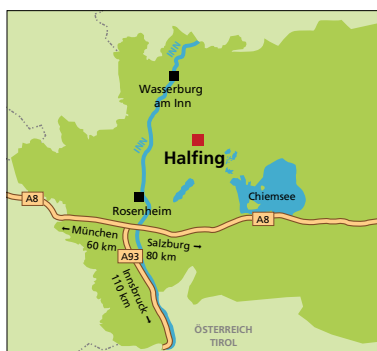 INN
Wasserburg
am Inn
INN
Halfing
Chiemsee
A8
Rosenheim
A8
← München
60 km
Salzburg →
80 km
A93
Innsbruck →
110 km
ÖSTERREICH
TIROL